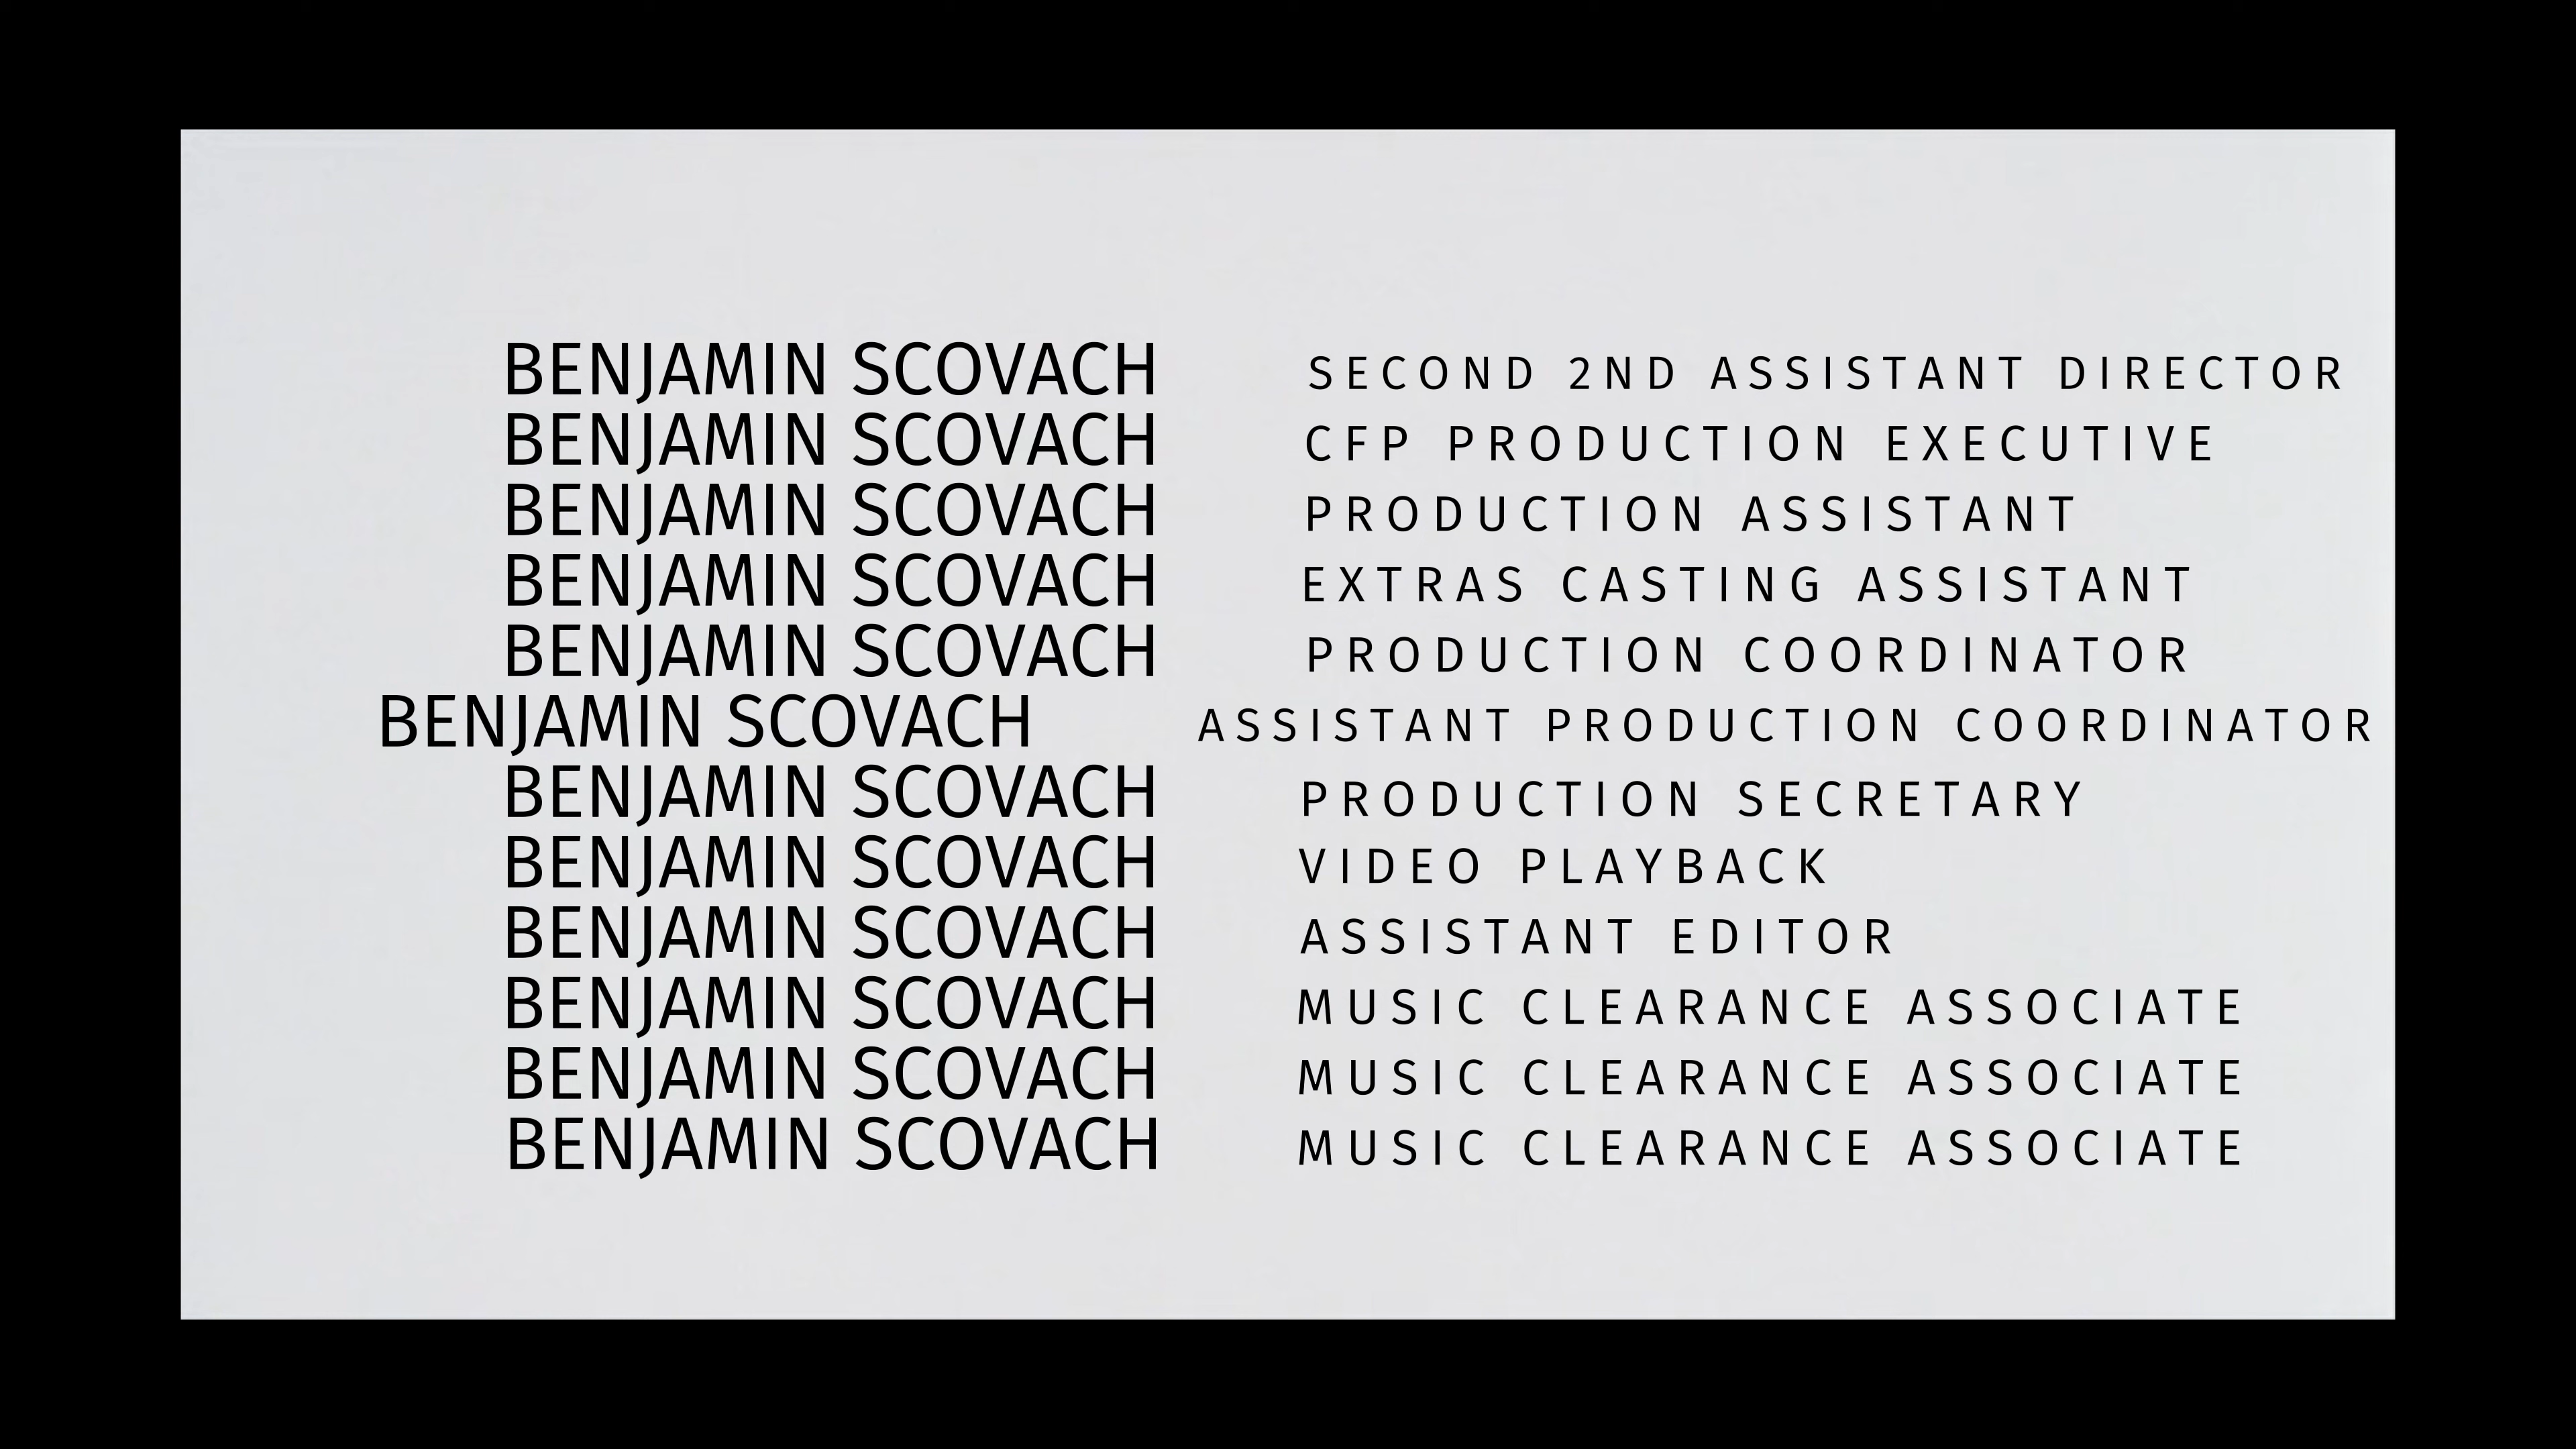 BENJAMIN SCOVACH SECOND 2ND ASSISTANT DIRECTOR
BENJAMIN SCOVACH CFP PRODUCTION EXECUTIVE
BENJAMIN SCOVACH PRODUCTION ASSISTANT
BENJAMIN SCOVACH EXTRAS CASTING ASSISTANT
BENJAMIN SCOVACH PRODUCTION COORDINATOR
BENJAMIN SCOVACH ASSISTANT PRODUCTION COORDINATOR
BENJAMIN SCOVACH PRODUCTION SECRETARY
BENJAMIN SCOVACH VIDEO PLAYBACK
BENJAMIN SCOVACH ASSISTANT EDITOR
BENJAMIN SCOVACH MUSIC CLEARANCE ASSOCIATE
BENJAMIN SCOVACH MUSIC CLEARANCE ASSOCIATE
BENJAMIN SCOVACH MUSIC CLEARANCE ASSOCIATE